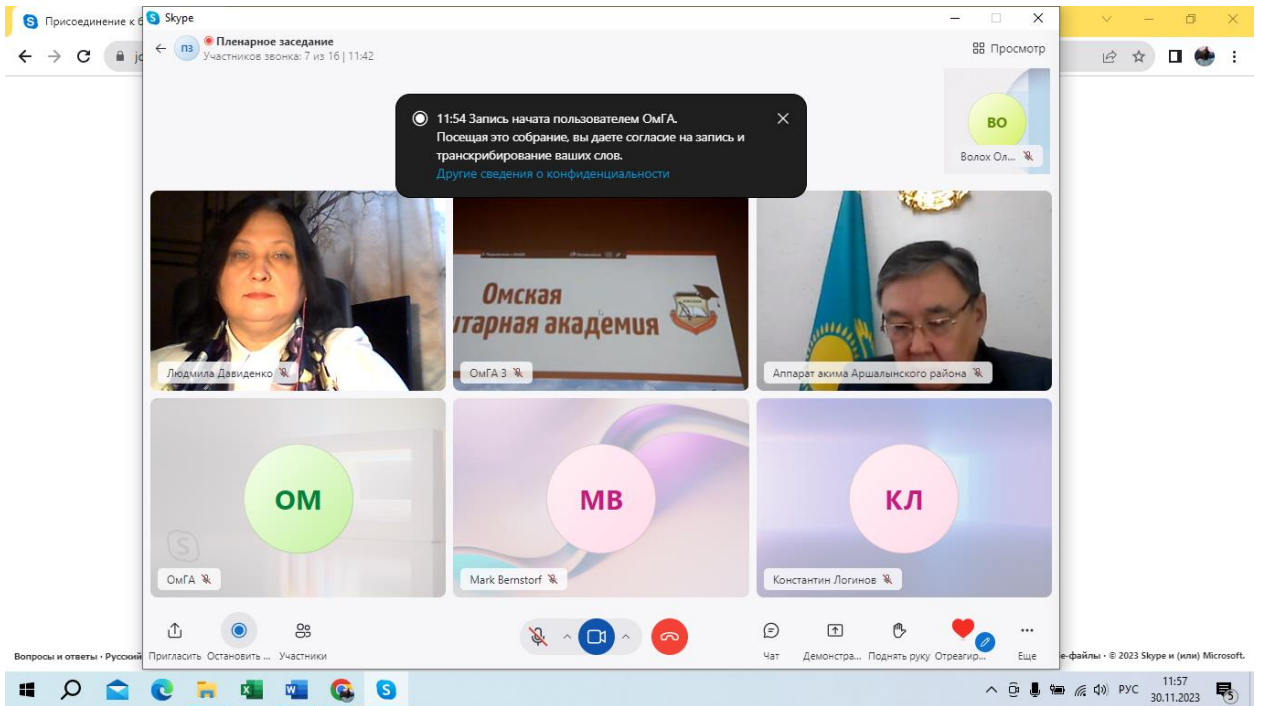 Присоединение к б
Skype
ПЗ
Пленарное заседание
Участников звонка: 7 из 16 | 11:42
Просмотр
11:54 Запись начата пользователем ОмГА.
Посещая это собрание, вы даете согласие на запись и
транскрибирование ваших слов.
Другие сведения о конфиденциальности
ВО
Волох Ол...
Омская
тарная академия
Людмила Давиденко
ОмГА 3
Аппарат акима Аршалынского района
ОМ
МВ
КЛ
ОмГА
Mark Bernstorf
Константин Логинов
Пригласить
Остановить ...
Участники
Чат
Демонстра...
Поднять руку
Отреагир...
Еще
Вопросы и ответы · Русский
е-файлы · © 2023 Skype и (или) Microsoft.
РУС
11:57
30.11.2023
5